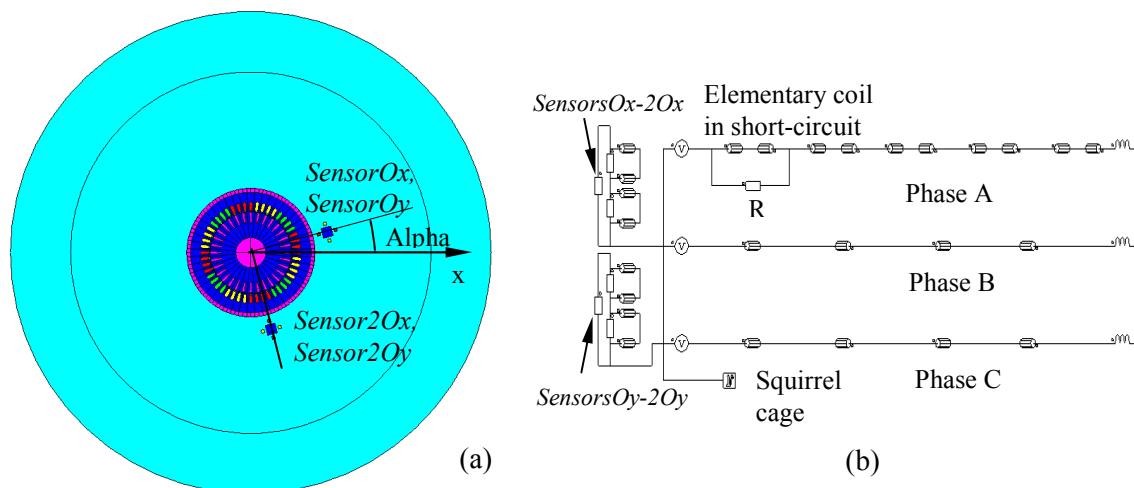 SensorOx,
SensorOy
Alpha
x
Sensor2Ox,
Sensor2Oy
(a)
SensorsOx-2Ox
Elementary coil
in short-circuit
V
R
Phase A
V
Phase B
V
SensorsOy-2Oy
Squirrel
cage
Phase C
(b)